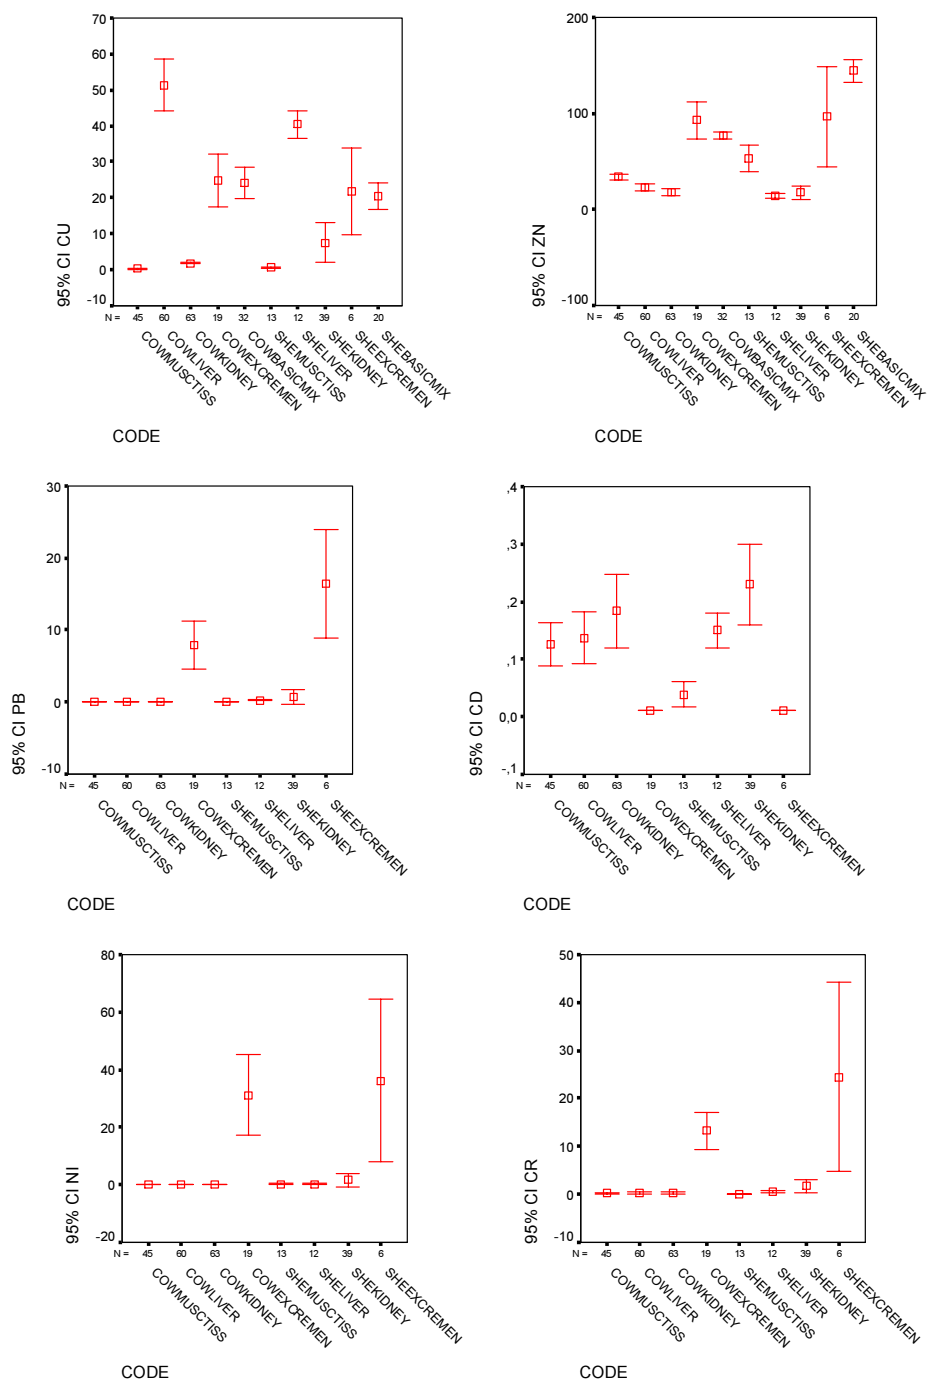 70
60
50
40
30
20
10
0
-10
95% CI CU
N = 45 60 63 19 32 13 12 39 6 20
COWMUSCTISS
COWLIVER
COWKIDNEY
COWEXCREMEN
COWBASICMIX
SHEMUSCTISS
SHELIVER
SHEKIDNEY
SHEEXCREMEN
SHEBASICMIX
CODE
200
100
0
-100
95% CI ZN
N = 45 60 63 19 32 13 12 39 6 20
COWMUSCTISS
COWLIVER
COWKIDNEY
COWEXCREMEN
COWBASICMIX
SHEMUSCTISS
SHELIVER
SHEKIDNEY
SHEEXCREMEN
SHEBASICMIX
CODE
30
20
10
0
-10
95% CI PB
N = 45 60 63 19 13 12 39 6
COWMUSCTISS
COWLIVER
COWKIDNEY
COWEXCREMEN
SHEMUSCTISS
SHELIVER
SHEKIDNEY
SHEEXCREMEN
CODE
,4
,3
,2
,1
0,0
-,1
95% CI CD
N = 45 60 63 19 13 12 39 6
COWMUSCTISS
COWLIVER
COWKIDNEY
COWEXCREMEN
SHEMUSCTISS
SHELIVER
SHEKIDNEY
SHEEXCREMEN
CODE
80
60
40
20
0
-20
95% CI NI
N = 45 60 63 19 13 12 39 6
COWMUSCTISS
COWLIVER
COWKIDNEY
COWEXCREMEN
SHEMUSCTISS
SHELIVER
SHEKIDNEY
SHEEXCREMEN
CODE
50
40
30
20
10
0
-10
95% CI CR
N = 45 60 63 19 13 12 39 6
COWMUSCTISS
COWLIVER
COWKIDNEY
COWEXCREMEN
SHEMUSCTISS
SHELIVER
SHEKIDNEY
SHEEXCREMEN
CODE